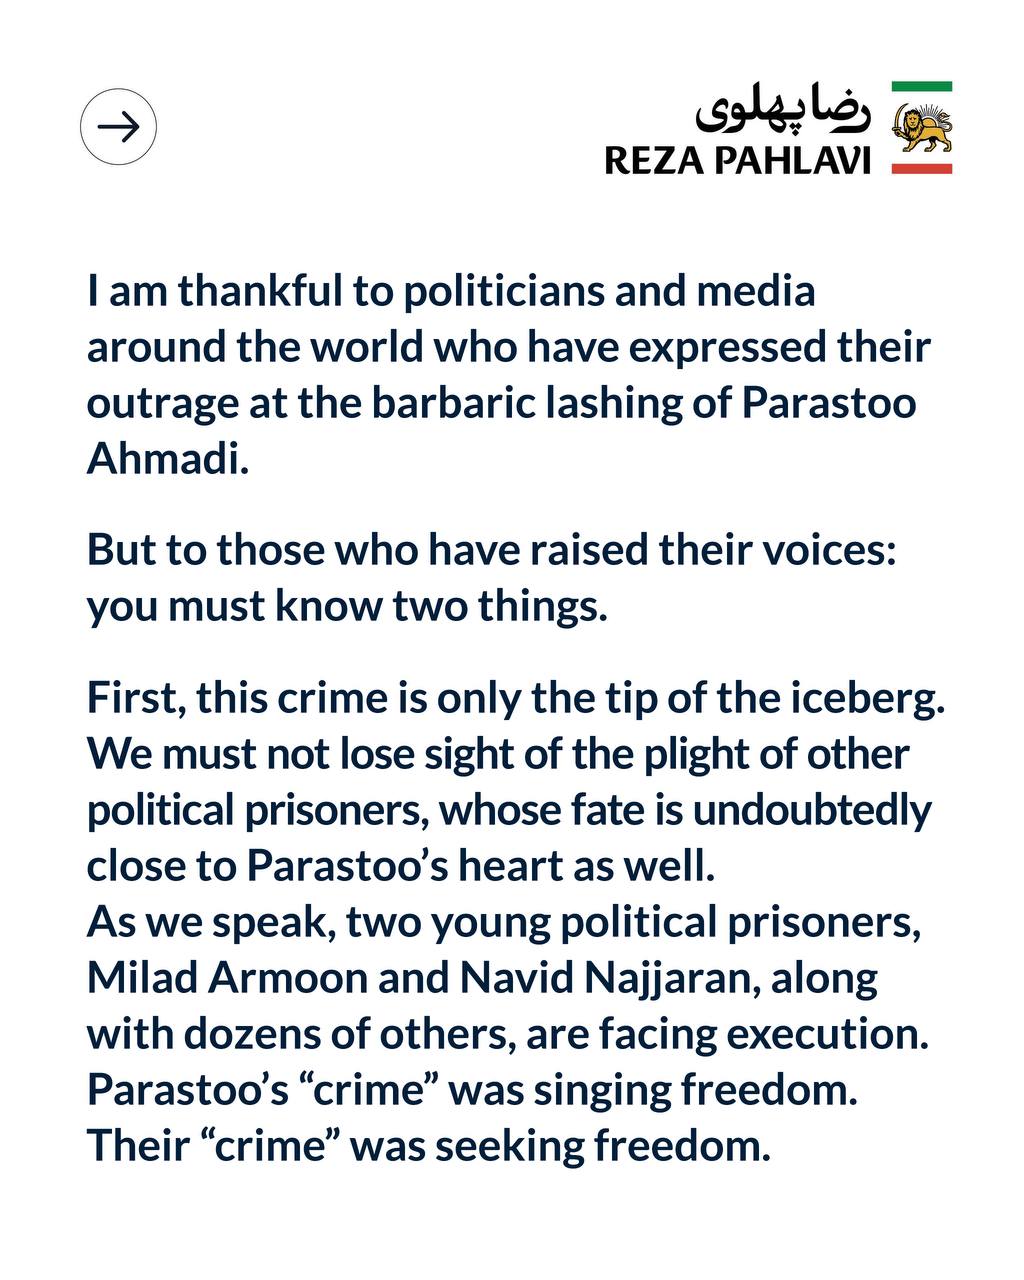 رضا پهلوی
REZA PAHLAVI
I am thankful to politicians and media
around the world who have expressed their
outrage at the barbaric lashing of Parastoo
Ahmadi.
But to those who have raised their voices:
you must know two things.
First, this crime is only the tip of the iceberg.
We must not lose sight of the plight of other
political prisoners, whose fate is undoubtedly
close to Parastoo’s heart as well.
As we speak, two young political prisoners,
Milad Armoon and Navid Najjaran, along
with dozens of others, are facing execution.
Parastoo’s “crime” was singing freedom.
Their “crime” was seeking freedom.